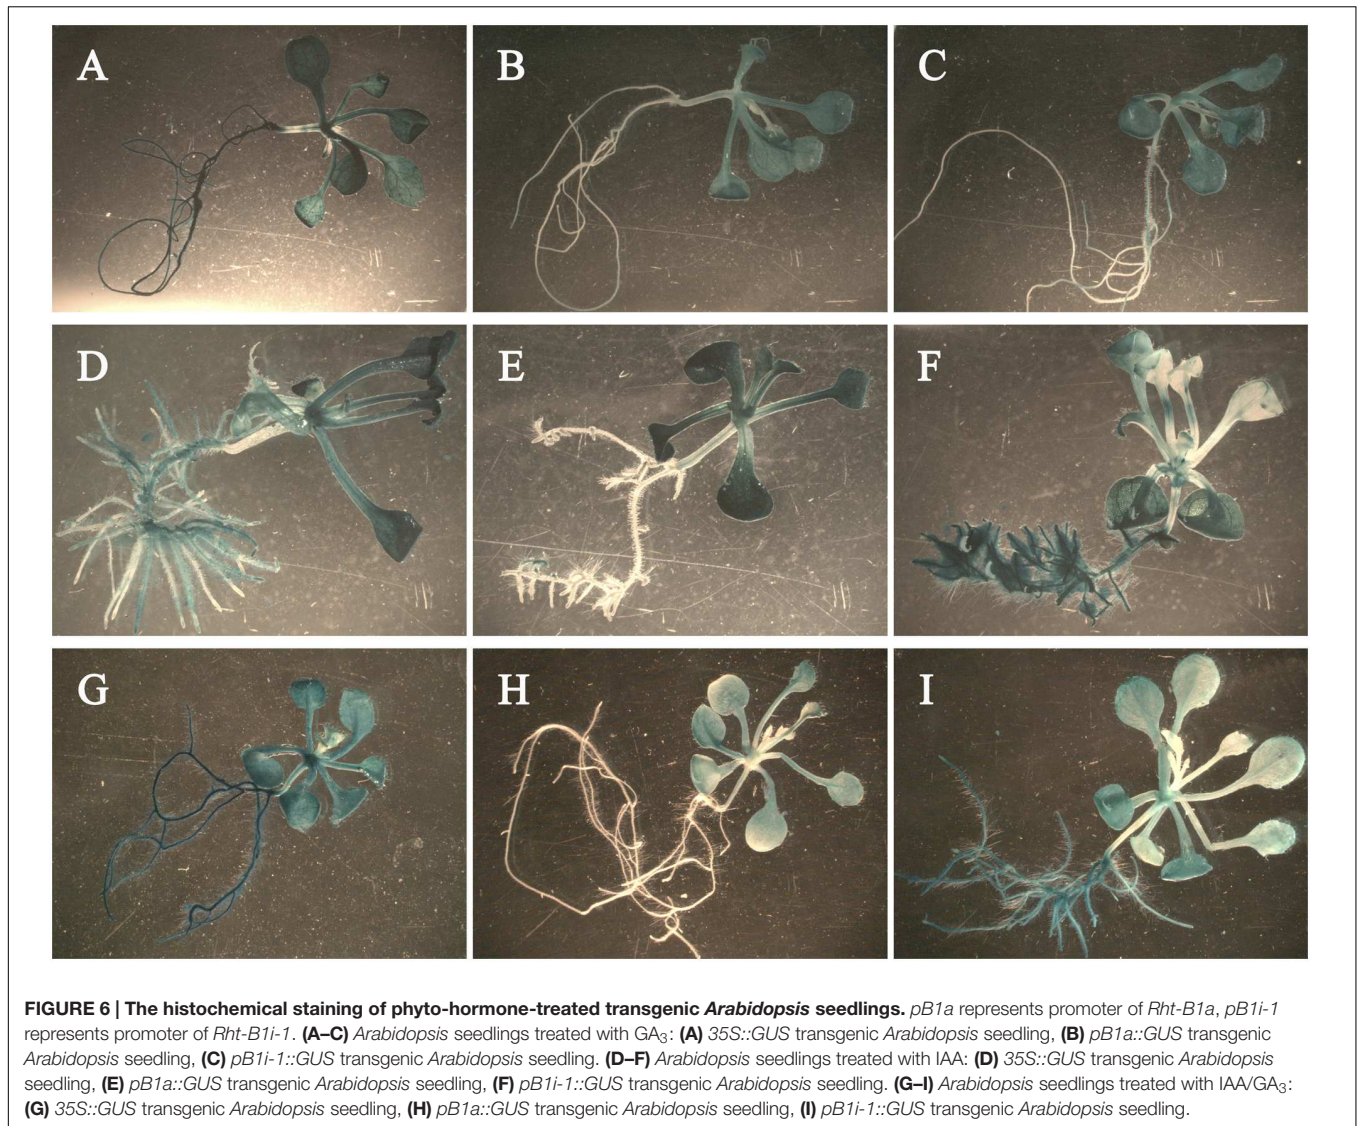 A
B
C
D
E
F
G
H
I
FIGURE 6 | The histochemical staining of phyto-hormone-treated transgenic Arabidopsis seedlings. pB1a represents promoter of Rht-B1a, pB1i-1
represents promoter of Rht-B1i-1. (A–C) Arabidopsis seedlings treated with GA₃: (A) 35S::GUS transgenic Arabidopsis seedling, (B) pB1a::GUS transgenic
Arabidopsis seedling, (C) pB1i-1::GUS transgenic Arabidopsis seedling. (D–F) Arabidopsis seedlings treated with IAA: (D) 35S::GUS transgenic Arabidopsis
seedling, (E) pB1a::GUS transgenic Arabidopsis seedling, (F) pB1i-1::GUS transgenic Arabidopsis seedling. (G–I) Arabidopsis seedlings treated with IAA/GA₃:
(G) 35S::GUS transgenic Arabidopsis seedling, (H) pB1a::GUS transgenic Arabidopsis seedling, (I) pB1i-1::GUS transgenic Arabidopsis seedling.